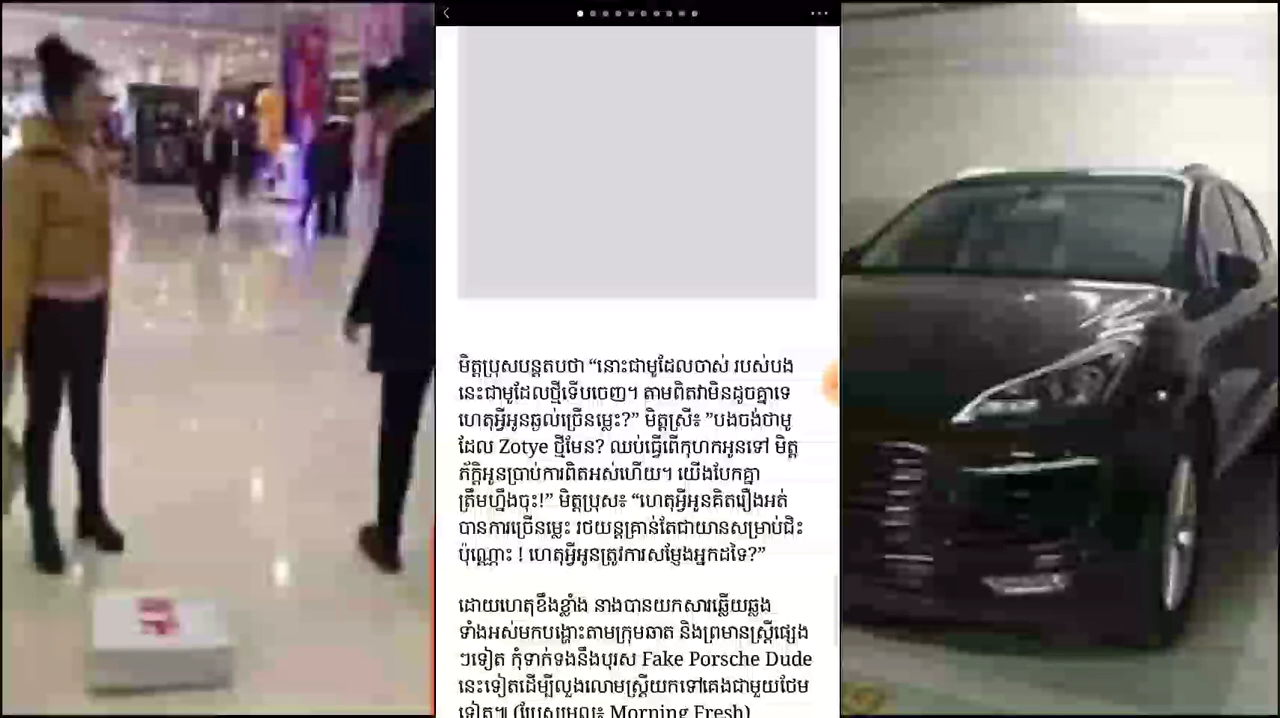 មិត្តប្រុសបន្តតបថា “នោះជាមូដែលចាស់ របស់បង
នេះជាមូដែលថ្មីទើបចេញ។ តាមពិតវាមិនដូចគ្នាទេ
ហេតុអ្វីអូនឆ្ងល់ច្រើនម្លេះ?” មិត្តស្រី៖ ”បងចង់ថាមូ
ដែល Zotye ថ្មីមែន? ឈប់ធ្វើពើកុហកអូនទៅ មិត្ត
ភ័ក្តិអូនប្រាប់ការពិតអស់ហើយ។ យើងបែកគ្នា
ត្រឹមហ្នឹងចុះ!” មិត្តប្រុស៖ “ហេតុអ្វីអូនគិតរឿងអត់
បានការច្រើនម្លេះ រថយន្តគ្រាន់តែជាយានសម្រាប់ជិះ
ប៉ុណ្ណោះ ! ហេតុអ្វីអូនត្រូវការសម្ញែងអ្នកដទៃ?”
ដោយហេតុខឹងខ្លាំង នាងបានយកសារឆ្លើយឆ្លង
ទាំងអស់មកបង្ហោះតាមក្រុមឆាត និងព្រមានស្ត្រីផ្សេង
ៗទៀត កុំទាក់ទងនឹងបុរស Fake Porsche Dude
នេះទៀតដើម្បីលួងលោមស្ត្រីយកទៅគេងជាមួយថែម
ទៀត៕ (ប្រែសម្រួល៖ Morning Fresh)